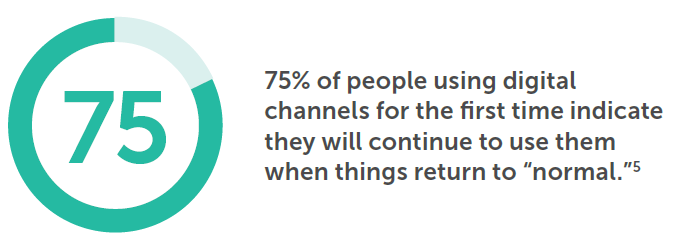 75
75% of people using digital
channels for the first time indicate
they will continue to use them
when things return to “normal.”5